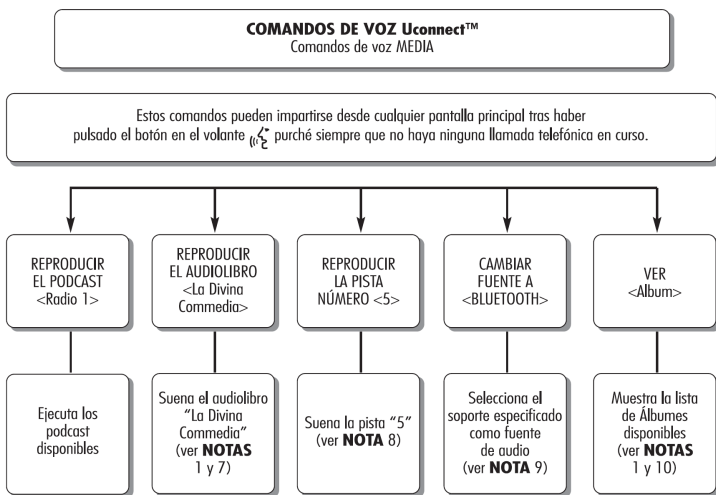 COMANDOS DE VOZ Uconnect™
Comandos de voz MEDIA
Estos comandos pueden impartirse desde cualquier pantalla principal tras haber
pulsado el botón en el volante purché siempre que no haya ninguna llamada telefónica en curso.
REPRODUCIR
EL PODCAST
<Radio 1>
REPRODUCIR
EL AUDIOLIBRO
<La Divina
Commedia>
REPRODUCIR
LA PISTA
NÚMERO <5>
CAMBIAR
FUENTE A
<BLUETOOTH>
VER
<Album>
Ejecuta los
podcast
disponibles
Suena el audiolibro
"La Divina
Commedia"
(ver NOTAS
1 y 7)
Suena la pista "5"
(ver NOTA 8)
Selecciona el
soporte especificado
como fuente
de audio
(ver NOTA 9)
Muestra la lista
de Álbumes
disponibles
(ver NOTAS
1 y 10)